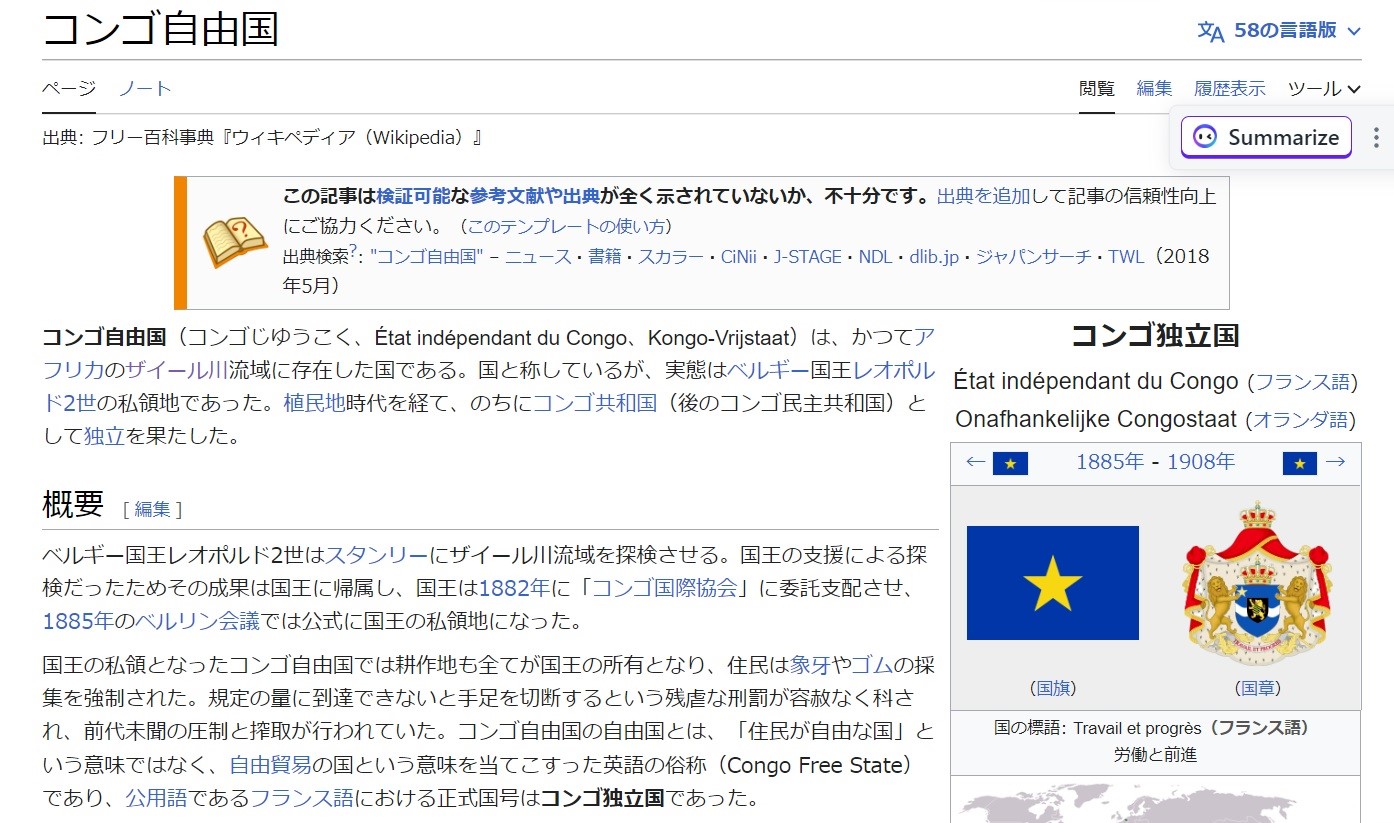 コンゴ自由国
58の言語版
ページ ノート
閲覧 編集 履歴表示 ツール
出典: フリー百科事典『ウィキペディア（Wikipedia）』
Summarize
この記事は検証可能な参考文献や出典が全く示されていないか、不十分です。出典を追加して記事の信頼性向上
にご協力ください。（このテンプレートの使い方）
出典検索?: "コンゴ自由国" – ニュース・書籍・スカラー・CiNii・J-STAGE・NDL・dlib.jp・ジャパンサーチ・TWL（2018
年5月）
コンゴ自由国（コンゴじゆうこく、État indépendant du Congo、Kongo-Vrijstaat）は、かつてア
フリカのザイール川流域に存在した国である。国と称しているが、実態はベルギー国王レオポル
ド2世の私領地であった。植民地時代を経て、のちにコンゴ共和国（後のコンゴ民主共和国）と
して独立を果たした。
概要 [ 編集 ]
ベルギー国王レオポルド2世はスタンリーにザイール川流域を探検させる。国王の支援による探
検だったためその成果は国王に帰属し、国王は1882年に「コンゴ国際協会」に委託支配させ、
1885年のベルリン会議では公式に国王の私領地になった。
国王の私領となったコンゴ自由国では耕作地も全てが国王の所有となり、住民は象牙やゴムの採
集を強制された。規定の量に到達できないと手足を切断するという残虐な刑罰が容赦なく科さ
れ、前代未聞の圧制と搾取が行われていた。コンゴ自由国の自由国とは、「住民が自由な国」と
いう意味ではなく、自由貿易の国という意味を当てこすった英語の俗称（Congo Free State）
であり、公用語であるフランス語における正式国号はコンゴ独立国であった。
コンゴ独立国
État indépendant du Congo (フランス語)
Onafhankelijke Congostaat (オランダ語)
← 1885年 - 1908年 →
TRAVAIL ET PROGRES
（国旗） （国章）
国の標語: Travail et progrès（フランス語）
労働と前進